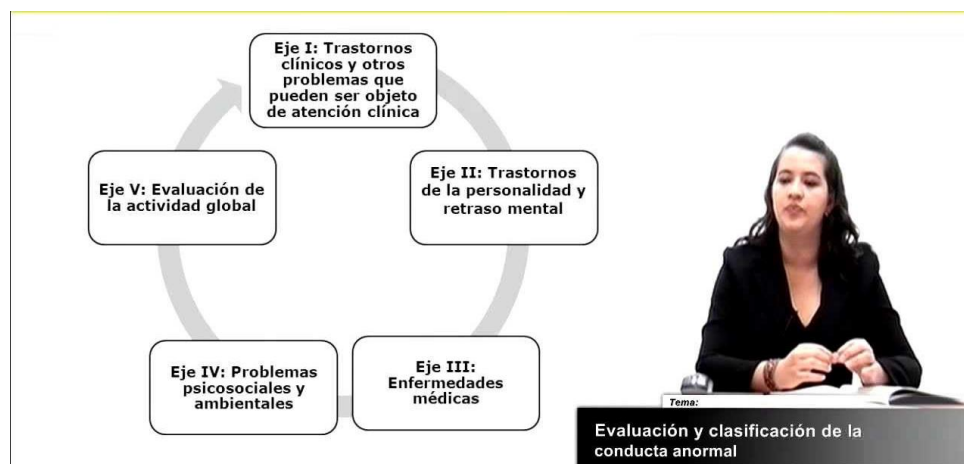 Eje I: Trastornos
clínicos y otros
problemas que
pueden ser objeto
de atención clínica
Eje II: Trastornos
de la personalidad y
retraso mental
Eje III:
Enfermedades
médicas
Eje IV: Problemas
psicosociales y
ambientales
Eje V: Evaluación de
la actividad global
Tema:
Evaluación y clasificación de la
conducta anormal